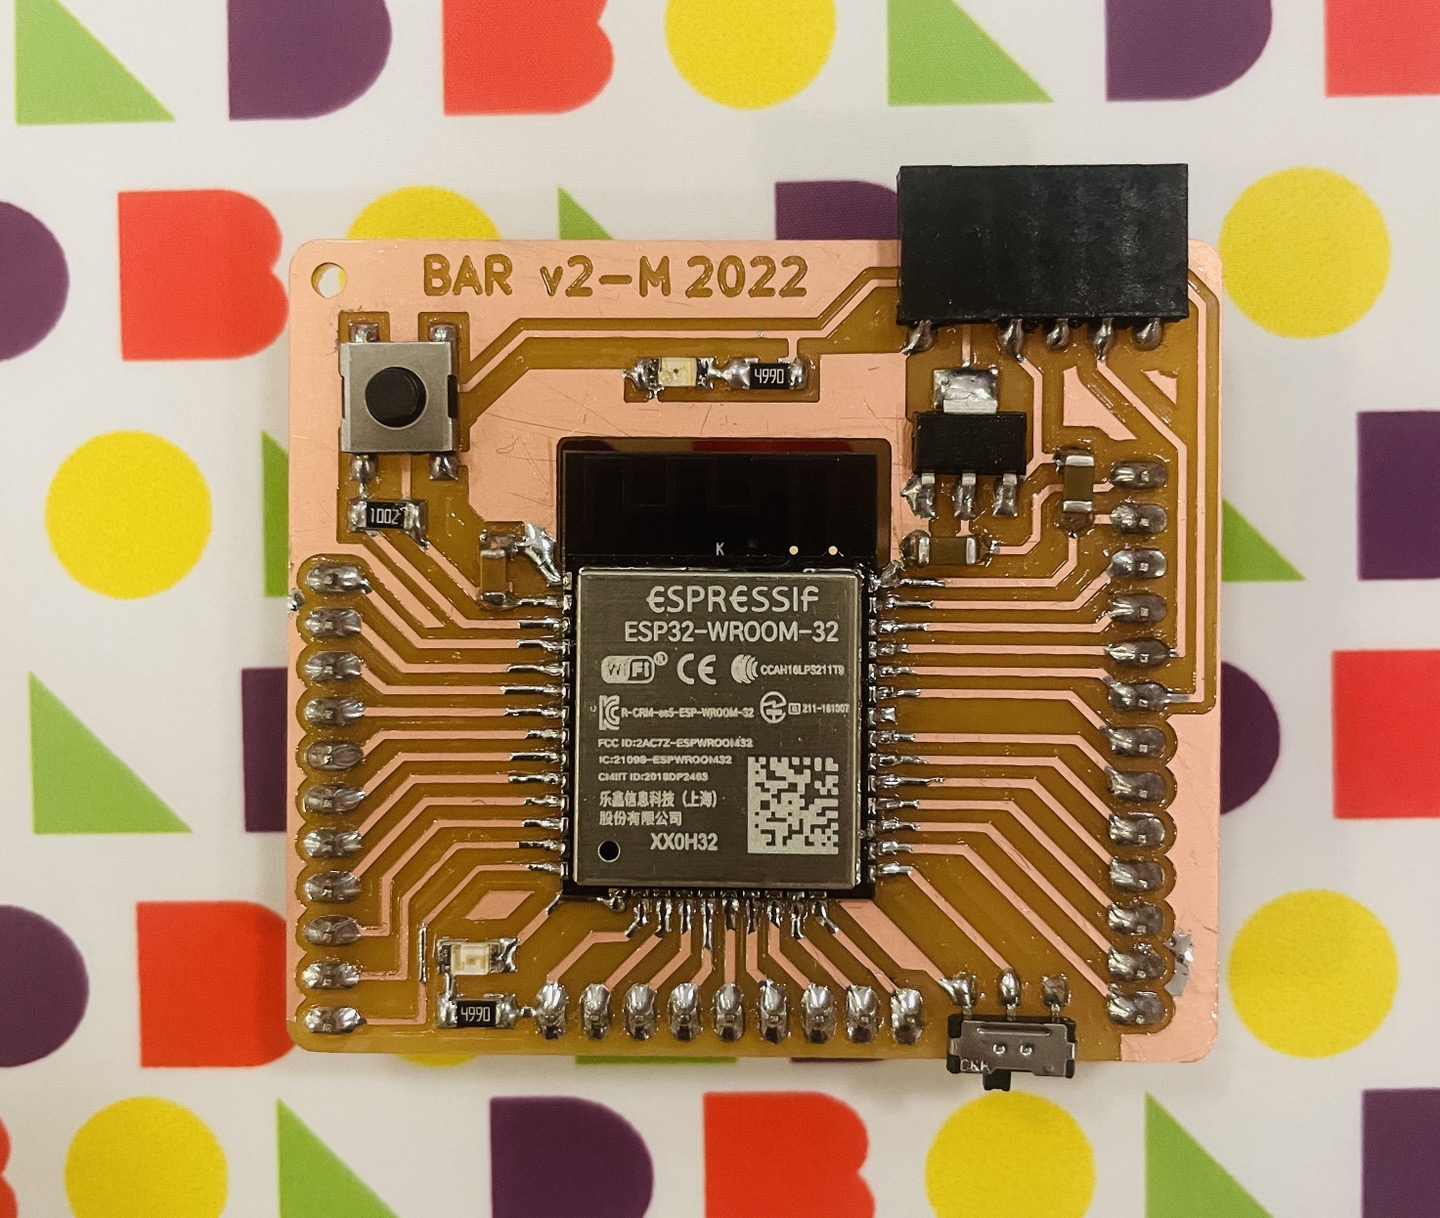 BAR v2-M 2022
4990
1002
K
ESPRESSIF
ESP32-WROOM-32
WiFi® CE CCAH16LP3211T9
R-CRM-es5-ESP-WROOM-32 R 211-161007
FCC ID:2AC7Z-ESPWROOM32
IC:21098-ESPWROOM32
CMIIT ID:2016DP2463
乐鑫信息科技(上海)
股份有限公司
XX0H32
4990
C&K